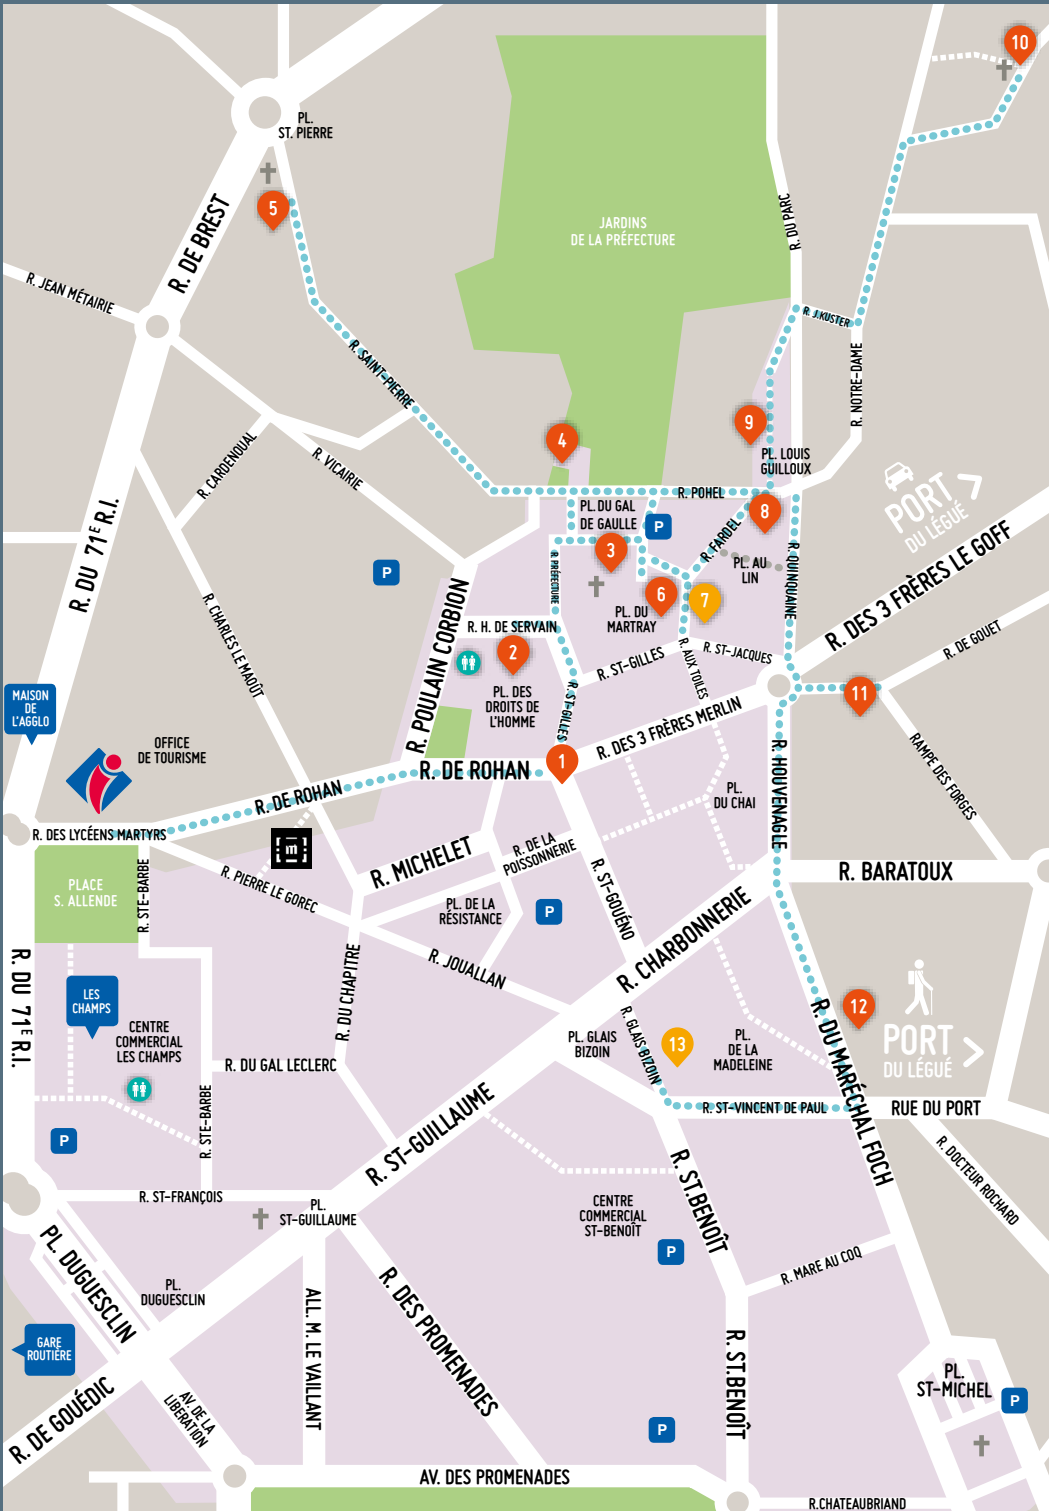 10
PL.
ST. PIERRE
5
JARDINS
DE LA PRÉFECTURE
R. DU PARC
R. DE BREST
R. JEAN MÉTAIRIE
R. J.KUSTER
R. SAINT-PIERRE
R. NOTRE-DAME
9
4
R. CARDENOUAL
R. VICAIRIE
PL. LOUIS
GUILLOUX
PORT
DU LÉGUÉ
R. POHEL
8
PL. DU GAL
DE GAULLE
P
R. DU 71E R.I.
R. FARDEL
3
R. PRÉFECTURE
PL. AU
LIN
R. QUINQUAINE
P
R. DES 3 FRÈRES LE GOFF
6
7
PL. DU
MARTRAY
R. CHARLES LE MAOÛT
R. POULAIN CORBION
R. H. DE SERVAIN
2
R. ST-GILLES
R. AUX TOILES
R. ST-JACQUES
R. DE GOUET
MAISON
DE
L'AGGLO
PL. DES
DROITS DE
L'HOMME
R. ST-GILLES
11
R. DES 3 FRÈRES MERLIN
OFFICE
DE TOURISME
1
R. DE ROHAN
R. DE ROHAN
R. HOUVENAGLE
RAMPE DES FORGES
PL.
DU CHAI
R. DES LYCÉENS MARTYRS
m
R. MICHELET
R. DE LA
POISSONNERIE
R. BARATOUX
PLACE
S. ALLENDE
R. STE-BARBE
R. PIERRE LE GOREC
PL. DE LA
RÉSISTANCE
P
R. ST-GOUÉNO
R. CHARBONNERIE
R. DU CHAPITRE
R. JOUALLAN
R. DU 71E R.I.
LES
CHAMPS
CENTRE
COMMERCIAL
LES CHAMPS
12
R. DU MARÉCHAL FOCH
PORT
DU LÉGUÉ
PL. GLAIS
BIZOIN
R. GLAIS BIZOIN
13
PL.
DE LA
MADELEINE
R. DU GAL LECLERC
R. STE-BARBE
R. ST-VINCENT DE PAUL
RUE DU PORT
P
R. ST-GUILLAUME
R. DOCTEUR ROCHARD
R. ST-FRANÇOIS
PL.
ST-GUILLAUME
R. ST.BENOÎT
CENTRE
COMMERCIAL
ST-BENOÎT
P
R. MARE AU COQ
PL. DUGUESCLIN
PL.
DUGUESCLIN
R. DES PROMENADES
ALL. M. LE VAILLANT
GARE
ROUTIÈRE
R. ST.BENOÎT
PL.
ST-MICHEL
P
R. DE GOUÉDIC
AV. DE LA
LIBÉRATION
P
AV. DES PROMENADES
R.CHATEAUBRIAND